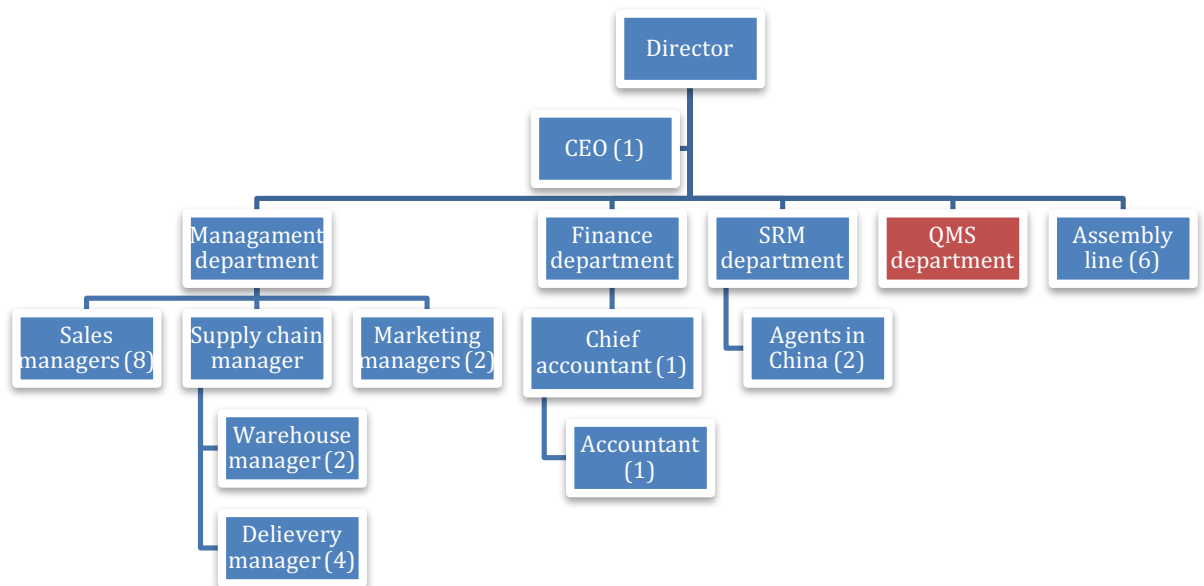 Director
CEO (1)
Managament
department
Finance
department
SRM
department
QMS
department
Assembly
line (6)
Sales
managers (8)
Supply chain
manager
Marketing
managers (2)
Chief
accountant (1)
Agents in
China (2)
Warehouse
manager (2)
Accountant
(1)
Delievery
manager (4)